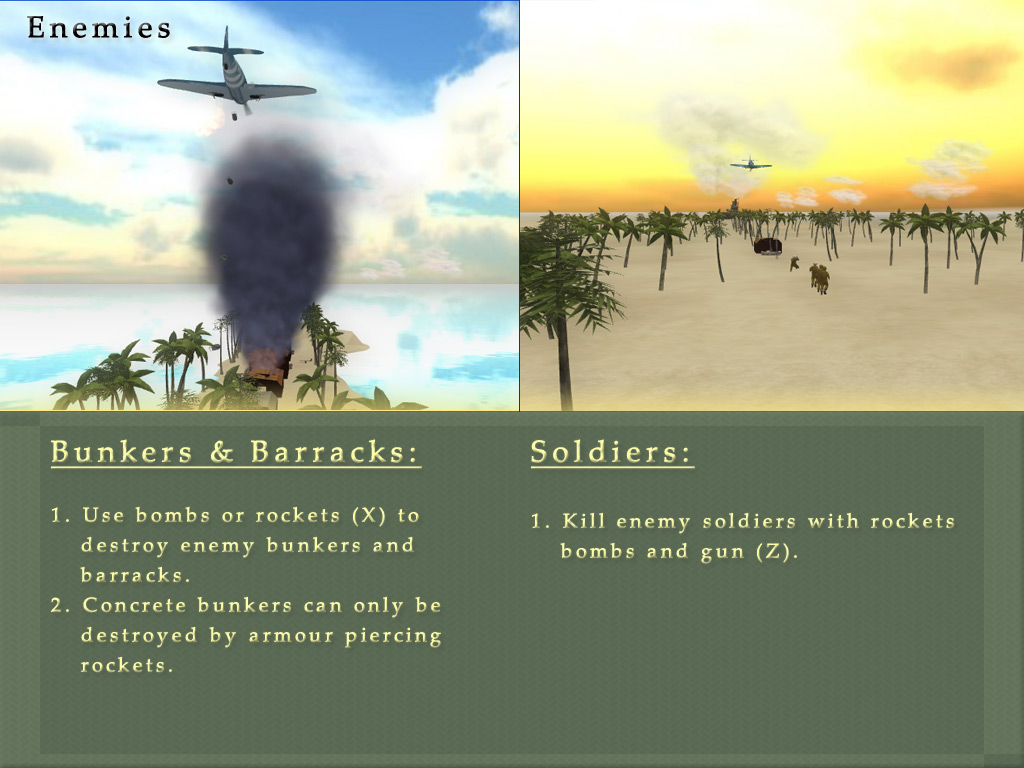 Enemies
Bunkers & Barracks:
1. Use bombs or rockets (X) to
destroy enemy bunkers and
barracks.
2. Concrete bunkers can only be
destroyed by armour piercing
rockets.
Soldiers:
1. Kill enemy soldiers with rockets
bombs and gun (Z).